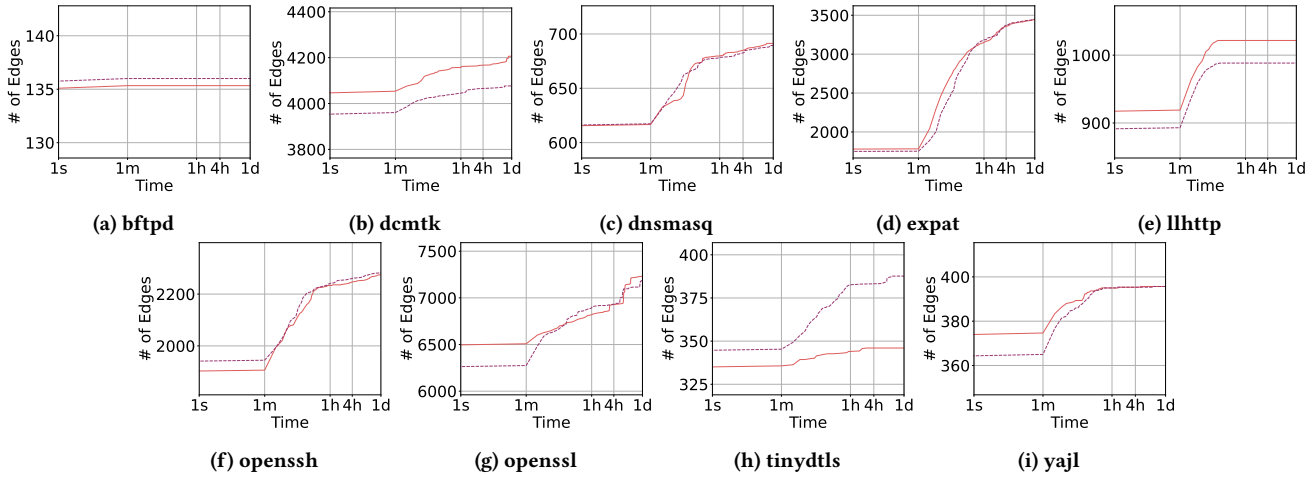 # of Edges
140
135
130
1s
1m
1h 4h
1d
Time
(a) bftpd
# of Edges
4400
4200
4000
3800
1s
1m
1h 4h
1d
Time
(b) dcmtk
# of Edges
700
650
600
1s
1m
1h 4h
1d
Time
(c) dnsmasq
# of Edges
3500
3000
2500
2000
1s
1m
1h 4h
1d
Time
(d) expat
# of Edges
1000
900
1s
1m
1h 4h
1d
Time
(e) llhttp
# of Edges
2200
2000
1s
1m
1h 4h
1d
Time
(f) openssh
# of Edges
7500
7000
6500
6000
1s
1m
1h 4h
1d
Time
(g) openssl
# of Edges
400
375
350
325
1s
1m
1h 4h
1d
Time
(h) tinydtls
# of Edges
400
380
360
1s
1m
1h 4h
1d
Time
(i) yajl